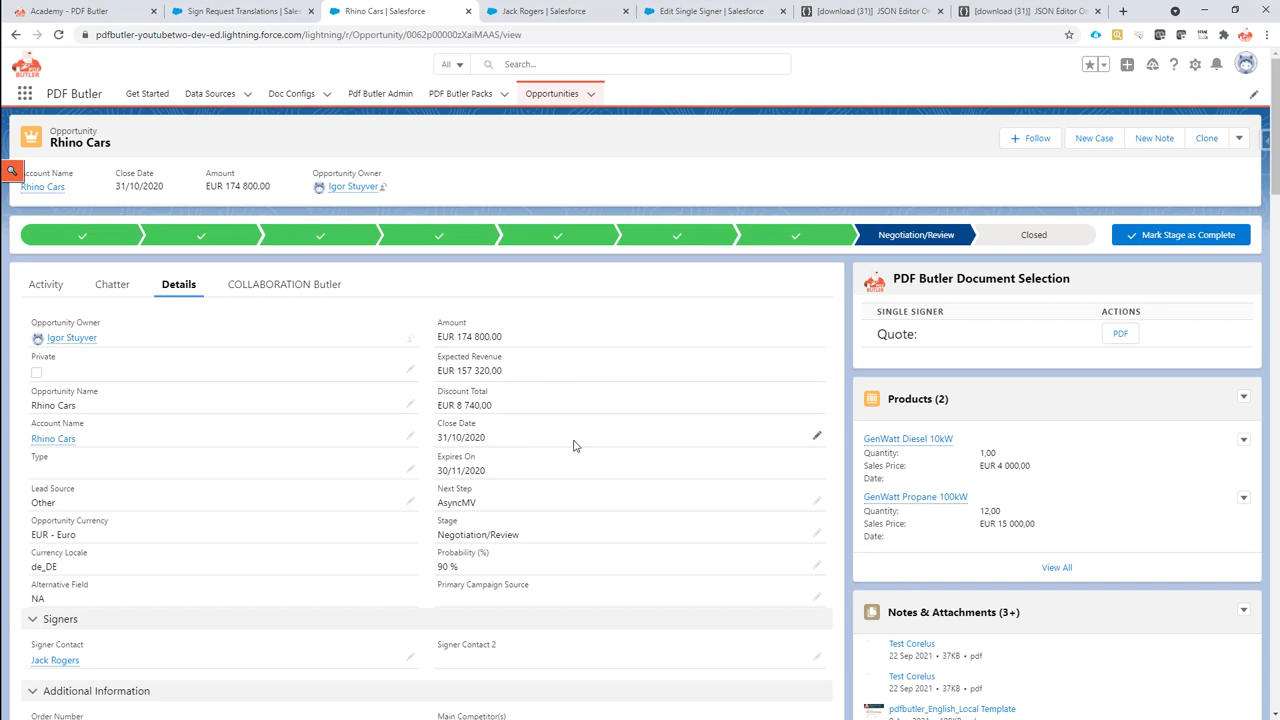 Academy - PDF Butler
Sign Request Translations | Sales
Rhino Cars | Salesforce
Jack Rogers | Salesforce
Edit Single Signer | Salesforce
[download (31)] JSON Editor On
[download (31)] JSON Editor On
pdfbutler-youtubetwo-dev-ed.lightning.force.com/lightning/r/Opportunity/0062p00000zXaiMAAS/view
BUTLER
All
Search...
PDF Butler
Get Started
Data Sources
Doc Configs
Pdf Butler Admin
PDF Butler Packs
Opportunities
Opportunity
Rhino Cars
Follow
New Case
New Note
Clone
ccount Name
Close Date
Amount
Opportunity Owner
Rhino Cars
31/10/2020
EUR 174 800,00
Igor Stuyver
Negotiation/Review
Closed
Mark Stage as Complete
Activity
Chatter
Details
COLLABORATION Butler
Opportunity Owner
Igor Stuyver
Private
Opportunity Name
Rhino Cars
Account Name
Rhino Cars
Type
Lead Source
Other
Opportunity Currency
EUR - Euro
Currency Locale
de_DE
Alternative Field
NA
Amount
EUR 174 800,00
Expected Revenue
EUR 157 320,00
Discount Total
EUR 8 740,00
Close Date
31/10/2020
Expires On
30/11/2020
Next Step
AsyncMV
Stage
Negotiation/Review
Probability (%)
90 %
Primary Campaign Source
Signers
Signer Contact
Jack Rogers
Signer Contact 2
Additional Information
Order Number
Main Competitor(s)
PDF Butler Document Selection
SINGLE SIGNER
ACTIONS
Quote:
PDF
Products (2)
GenWatt Diesel 10kW
Quantity: 1,00
Sales Price: EUR 4 000,00
Date:
GenWatt Propane 100kW
Quantity: 12,00
Sales Price: EUR 15 000,00
Date:
View All
Notes & Attachments (3+)
Test Corelus
22 Sep 2021 • 37KB • pdf
Test Corelus
22 Sep 2021 • 37KB • pdf
pdfbutler_English_Local Template